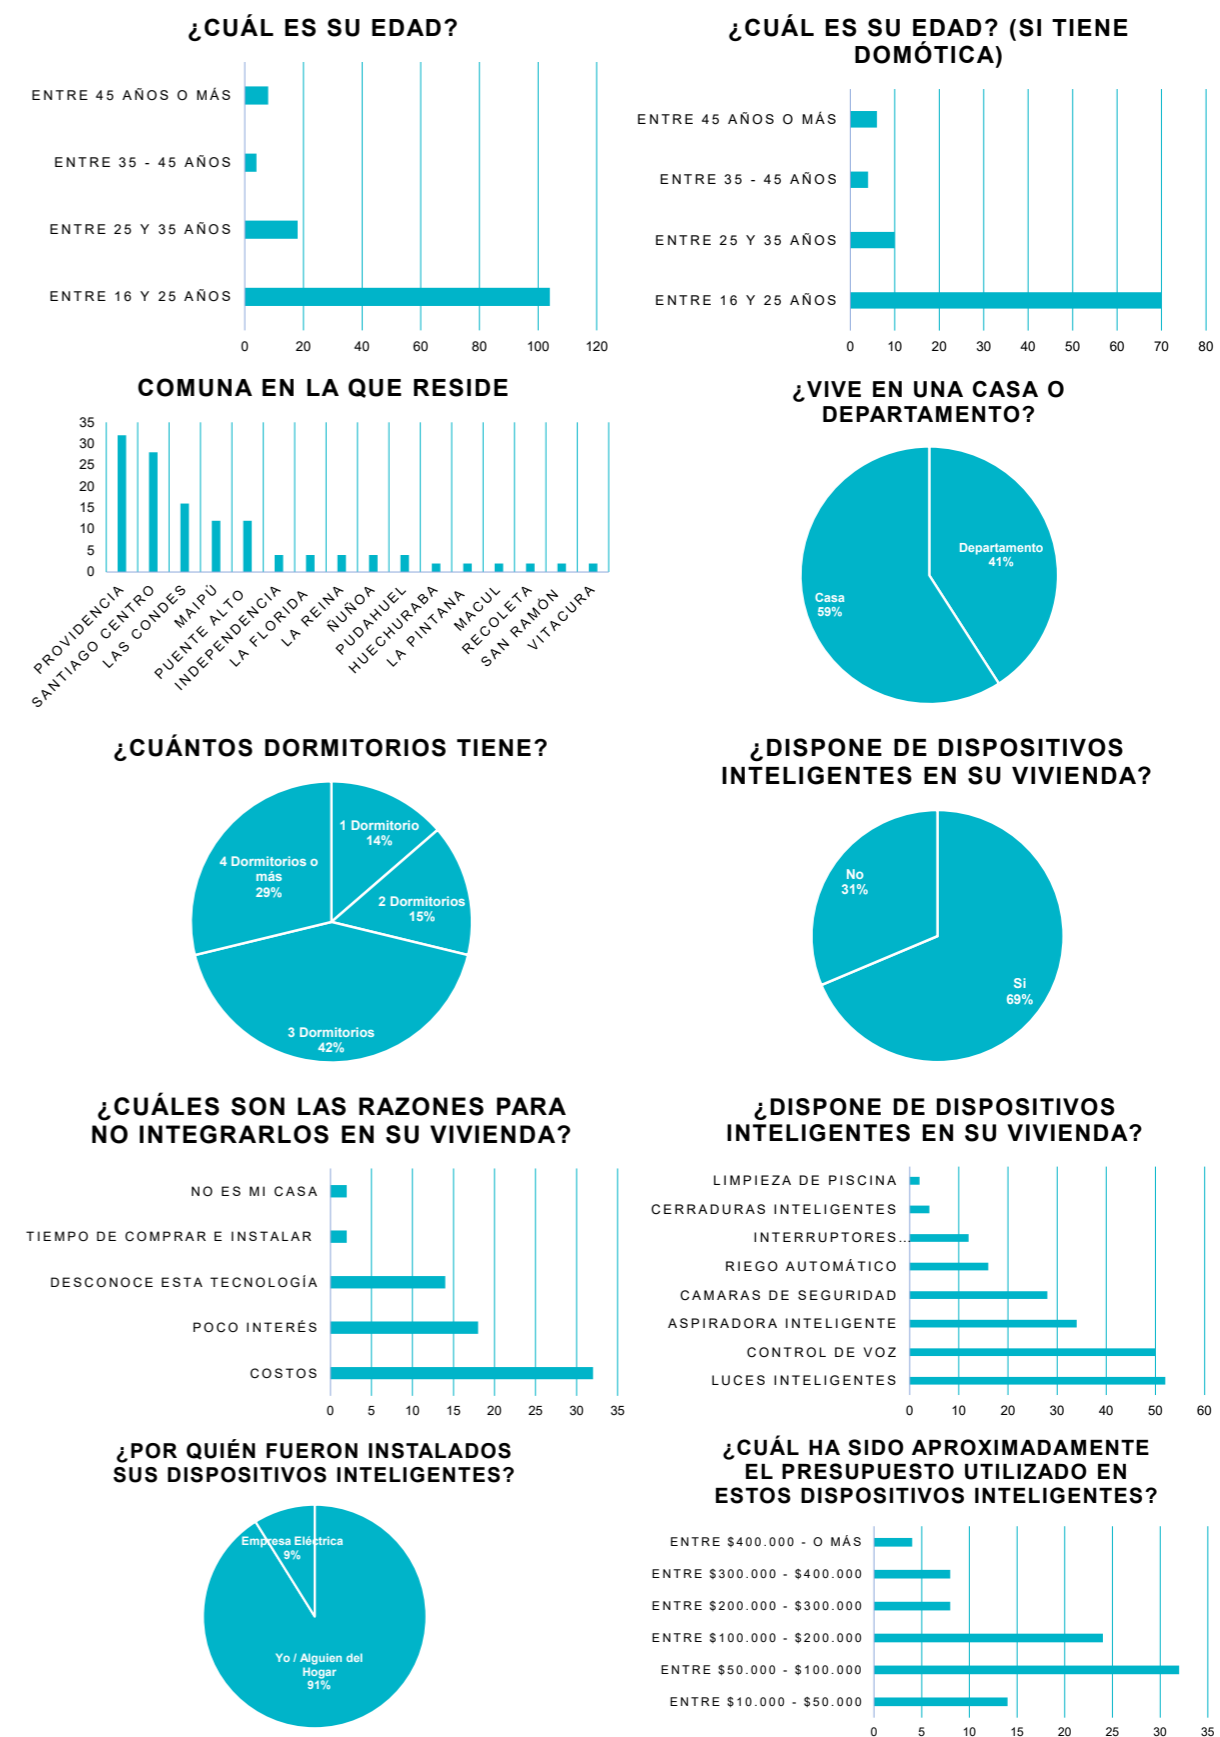 ¿CUÁL ES SU EDAD?
ENTRE 45 AÑOS O MÁS
ENTRE 35 - 45 AÑOS
ENTRE 25 Y 35 AÑOS
ENTRE 16 Y 25 AÑOS
0 20 40 60 80 100 120
¿CUÁL ES SU EDAD? (SI TIENE
DOMÓTICA)
ENTRE 45 AÑOS O MÁS
ENTRE 35 - 45 AÑOS
ENTRE 25 Y 35 AÑOS
ENTRE 16 Y 25 AÑOS
0 10 20 30 40 50 60 70 80
COMUNA EN LA QUE RESIDE
35
30
25
20
15
10
5
0
PROVIDENCIA
SANTIAGO CENTRO
LAS CONDES
MAIPÚ
PUENTE ALTO
INDEPENDENCIA
LA FLORIDA
LA REINA
ÑUÑOA
PUDAHUEL
HUECHURABA
LA PINTANA
MACUL
RECOLETA
SAN RAMÓN
VITACURA
¿VIVE EN UNA CASA O
DEPARTAMENTO?
Departamento
41%
Casa
59%
¿CUÁNTOS DORMITORIOS TIENE?
1 Dormitorio
14%
4 Dormitorios o
más
29%
2 Dormitorios
15%
3 Dormitorios
42%
¿DISPONE DE DISPOSITIVOS
INTELIGENTES EN SU VIVIENDA?
No
31%
Si
69%
¿CUÁLES SON LAS RAZONES PARA
NO INTEGRARLOS EN SU VIVIENDA?
NO ES MI CASA
TIEMPO DE COMPRAR E INSTALAR
DESCONOCE ESTA TECNOLOGÍA
POCO INTERÉS
COSTOS
0 5 10 15 20 25 30 35
¿DISPONE DE DISPOSITIVOS
INTELIGENTES EN SU VIVIENDA?
LIMPIEZA DE PISCINA
CERRADURAS INTELIGENTES
INTERRUPTORES...
RIEGO AUTOMÁTICO
CAMARAS DE SEGURIDAD
ASPIRADORA INTELIGENTE
CONTROL DE VOZ
LUCES INTELIGENTES
0 10 20 30 40 50 60
¿POR QUIÉN FUERON INSTALADOS
SUS DISPOSITIVOS INTELIGENTES?
Empresa Eléctrica
9%
Yo / Alguien del
Hogar
91%
¿CUÁL HA SIDO APROXIMADAMENTE
EL PRESUPUESTO UTILIZADO EN
ESTOS DISPOSITIVOS INTELIGENTES?
ENTRE $400.000 - O MÁS
ENTRE $300.000 - $400.000
ENTRE $200.000 - $300.000
ENTRE $100.000 - $200.000
ENTRE $50.000 - $100.000
ENTRE $10.000 - $50.000
0 5 10 15 20 25 30 35